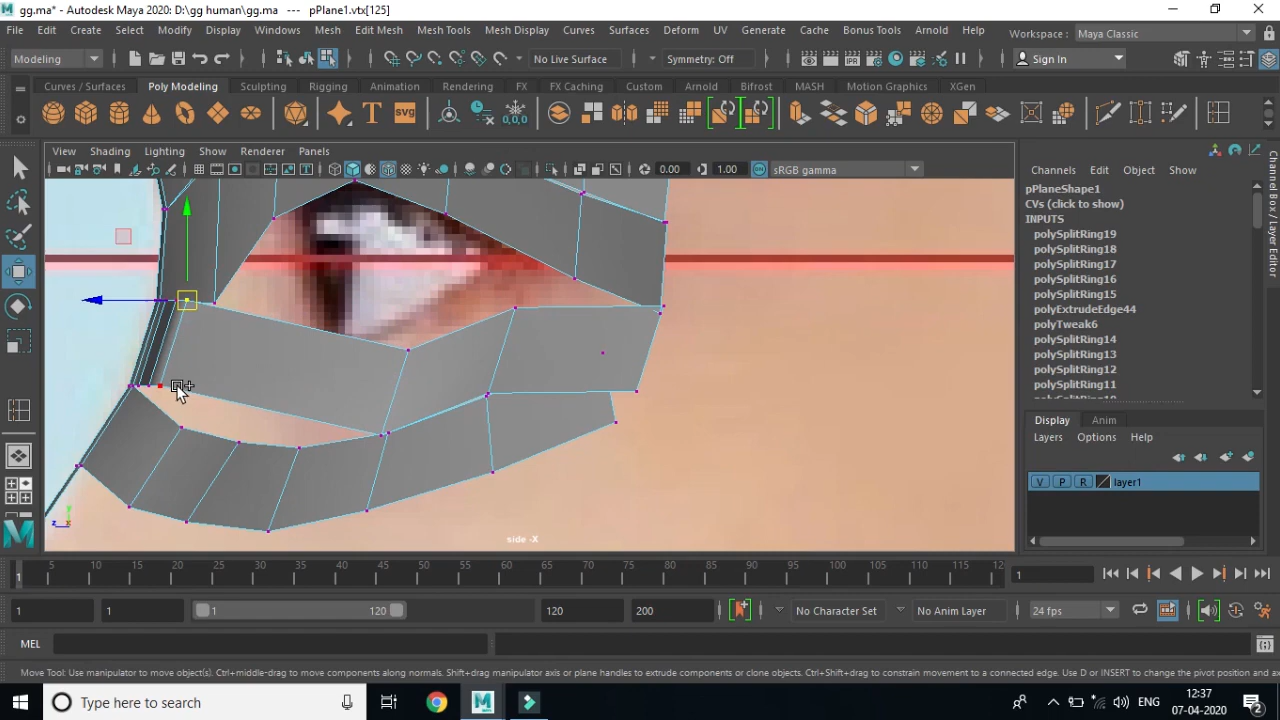 gg.ma* - Autodesk Maya 2020: D:\gg human\gg.ma --- pPlane1.vtx[125]
File Edit Create Select Modify Display Windows Mesh Edit Mesh Mesh Tools Mesh Display Curves Surfaces Deform UV Generate Cache Bonus Tools Arnold Help Workspace : Maya Classic
Modeling No Live Surface Symmetry: Off Sign In
Curves / Surfaces Poly Modeling Sculpting Rigging Animation Rendering FX FX Caching Custom Arnold Bifrost MASH Motion Graphics XGen
View Shading Lighting Show Renderer Panels
0.00 1.00 sRGB gamma
Channels Edit Object Show
pPlaneShape1
CVs (click to show)
INPUTS
polySplitRing19
polySplitRing18
polySplitRing17
polySplitRing16
polySplitRing15
polyExtrudeEdge44
polyTweak6
polySplitRing14
polySplitRing13
polySplitRing12
polySplitRing11
Channel Box / Layer Editor
Display Anim
Layers Options Help
V P R layer1
side -X
5 10 15 20 25 30 35 40 45 50 55 60 65 70 75 80 85 90 95 100 105 110 115 12
1 1
1 1 1 120 120 200 No Character Set No Anim Layer 24 fps
MEL
Move Tool: Use manipulator to move object(s). Ctrl+middle-drag to move components along normals. Shift+drag manipulator axis or plane handles to extrude components or clone objects. Ctrl+Shift+drag to constrain movement to a connected edge. Use D or INSERT to change the pivot position and
Type here to search
ENG
12:37
07-04-2020
2